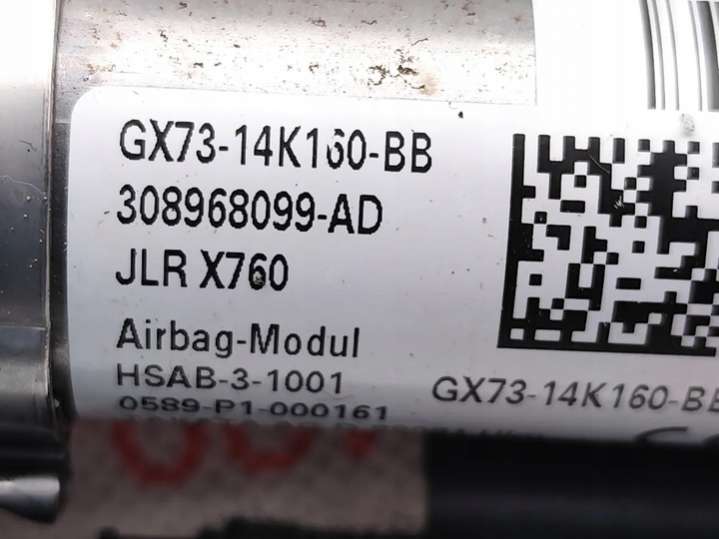 GX73-14K160-BB
308968099-AD
JLR X760
Airbag-Modul
HSAB-3-1001
0589-P1-000161
GX73-14K160-BB